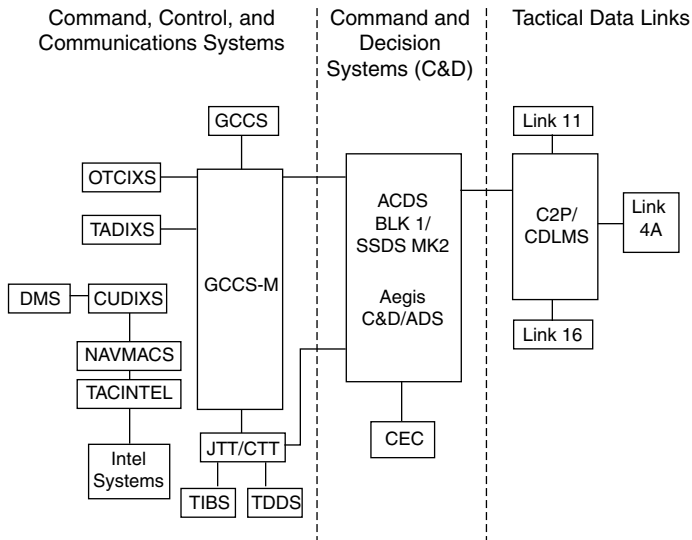 Command, Control, and
Communications Systems
Command and
Decision
Systems (C&D)
Tactical Data Links
GCCS
OTCIXS
TADIXS
GCCS-M
DMS
CUDIXS
NAVMACS
TACINTEL
Intel
Systems
JTT/CTT
TIBS
TDDS
ACDS
BLK 1/
SSDS MK2
Aegis
C&D/ADS
CEC
Link 11
C2P/
CDLMS
Link
4A
Link 16